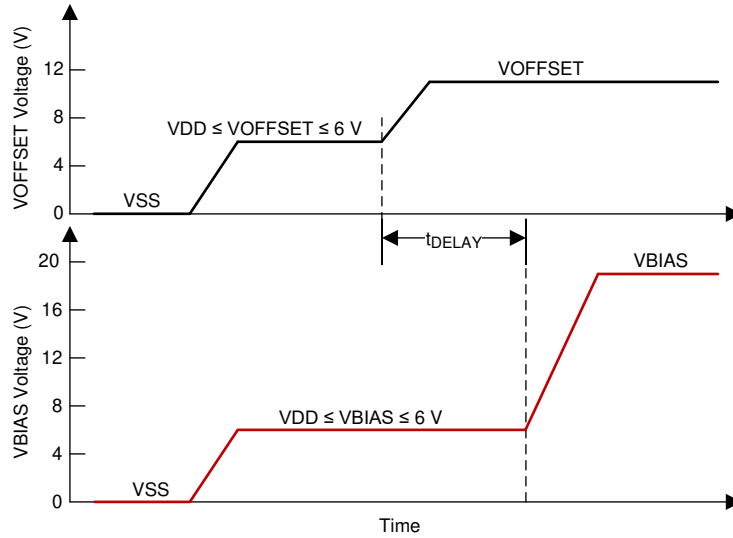 VOFFSET Voltage (V)
12
8
4
0
VOFFSET
VDD ≤ VOFFSET ≤ 6 V
VSS
tDELAY
VBIAS Voltage (V)
20
16
12
8
4
0
VBIAS
VDD ≤ VBIAS ≤ 6 V
VSS
Time